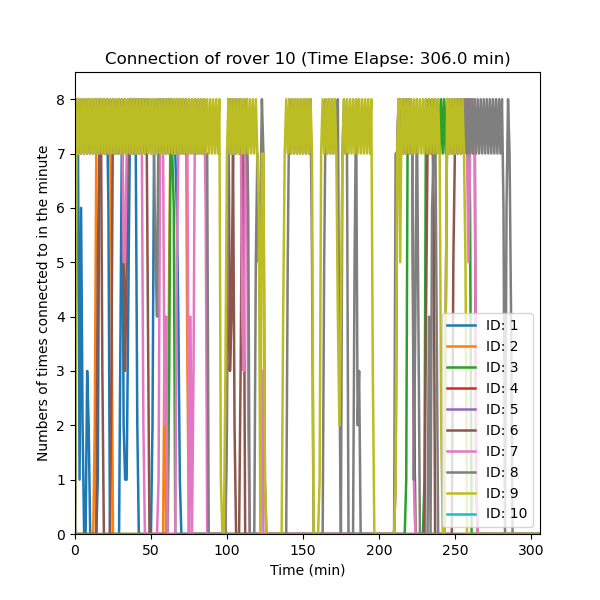 Connection of rover 10 (Time Elapse: 306.0 min)
Numbers of times connected to in the minute
8
7
6
5
4
3
2
1
0
ID: 1
ID: 2
ID: 3
ID: 4
ID: 5
ID: 6
ID: 7
ID: 8
ID: 9
ID: 10
0 50 100 150 200 250 300
Time (min)